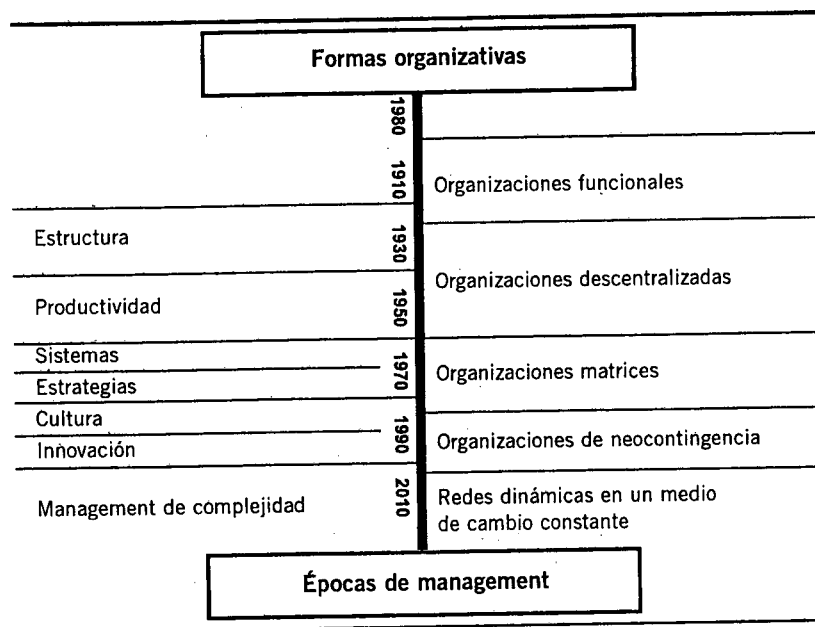 Formas organizativas
1980
1910
Organizaciones funcionales
Estructura
1930
Organizaciones descentralizadas
Productividad
1950
Sistemas
1970
Organizaciones matrices
Estrategias
Cultura
1990
Organizaciones de neocontingencia
Innovación
Management de complejidad
2010
Redes dinámicas en un medio
de cambio constante
Épocas de management